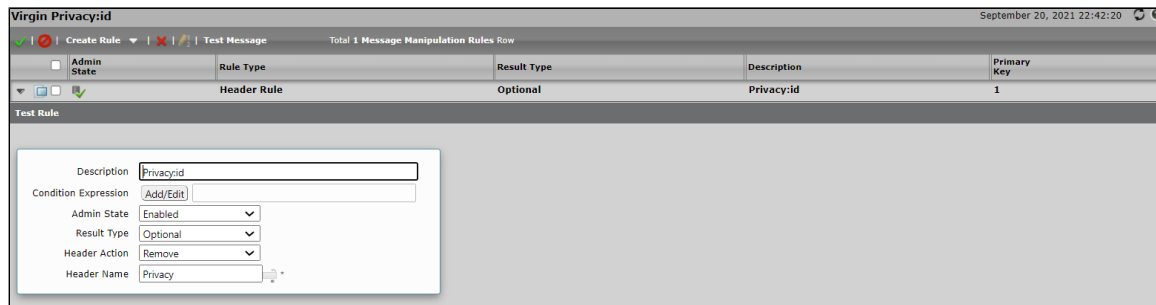 Virgin Privacy:id
September 20, 2021 22:42:20
Create Rule | Test Message Total 1 Message Manipulation Rules Row
Admin State Rule Type Result Type Description Primary Key
Header Rule Optional Privacy:id 1
Test Rule
Description Privacy:id
Condition Expression Add/Edit
Admin State Enabled
Result Type Optional
Header Action Remove
Header Name Privacy *